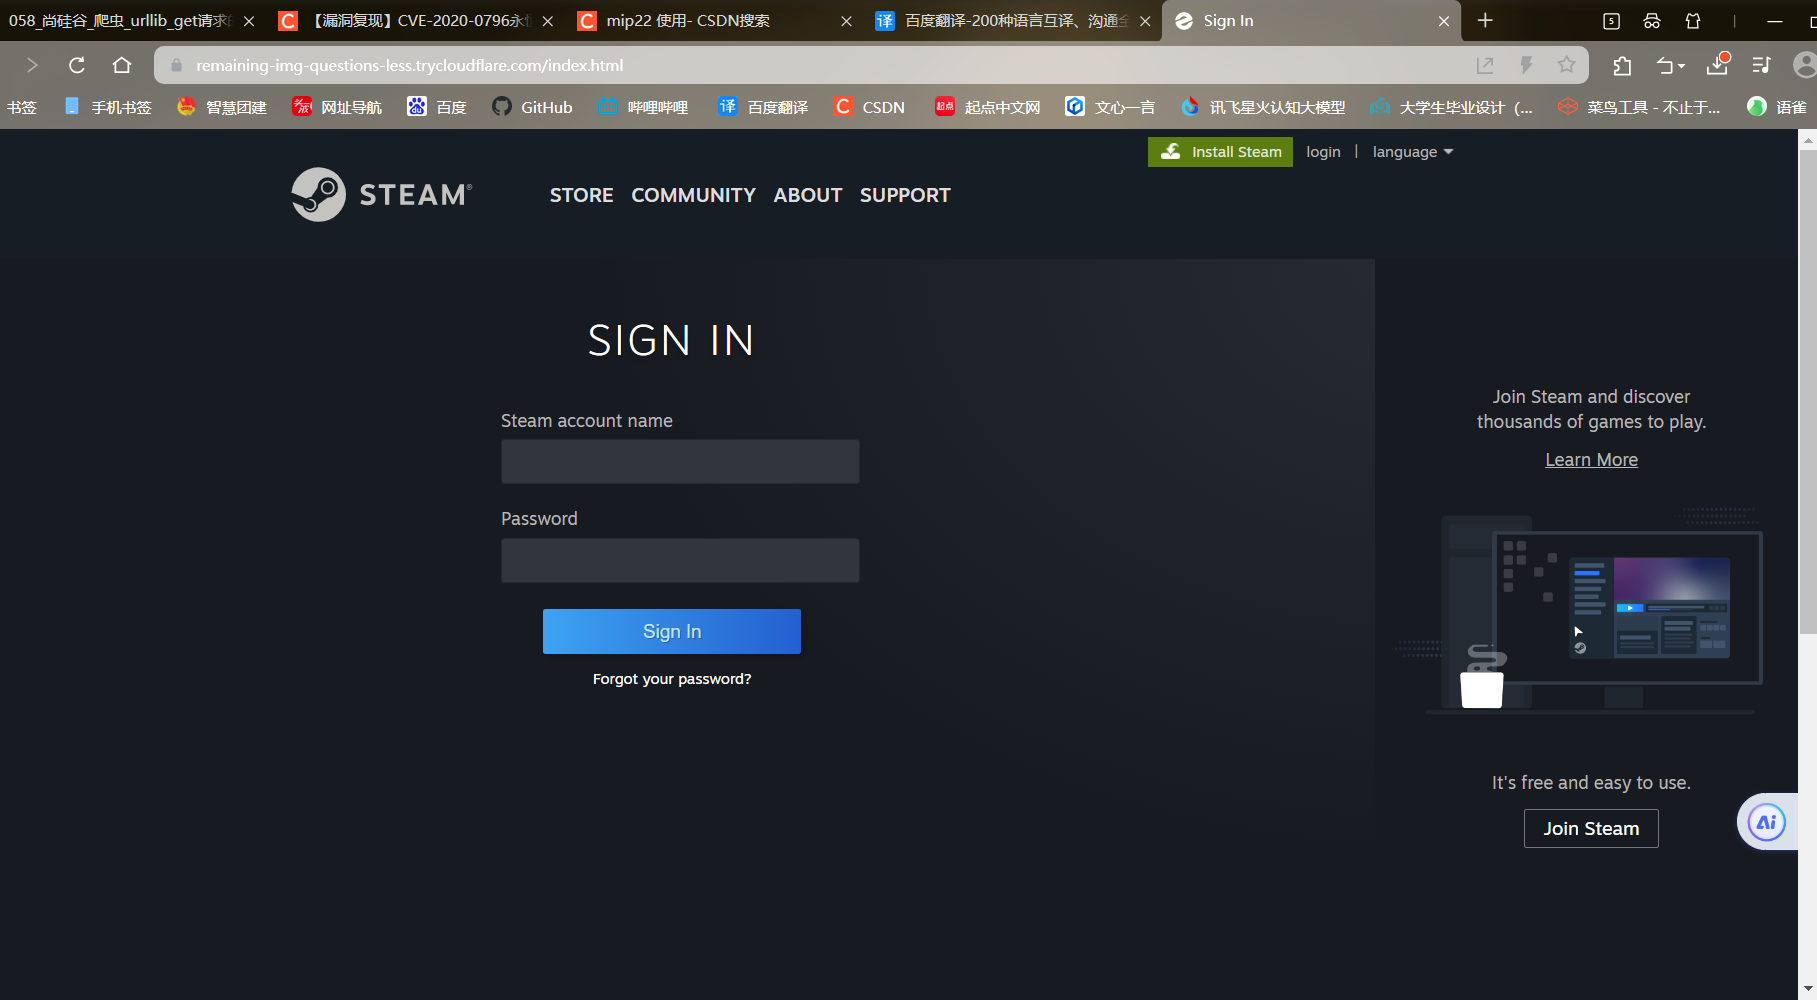 058_尚硅谷_爬虫_urllib_get请求
【漏洞复现】CVE-2020-0796永
mip22 使用- CSDN搜索
译 百度翻译-200种语言互译、沟通全
Sign In
5
remaining-img-questions-less.trycloudflare.com/index.html
书签
手机书签
智慧团建
网址导航
百度
GitHub
哔哩哔哩
译 百度翻译
C CSDN
起点 起点中文网
文心一言
讯飞星火认知大模型
大学生毕业设计（...
菜鸟工具 - 不止于...
语雀
Install Steam
login | language
STEAM®
STORE COMMUNITY ABOUT SUPPORT
SIGN IN
Steam account name
Password
Sign In
Forgot your password?
Join Steam and discover
thousands of games to play.
Learn More
It's free and easy to use.
Join Steam
Ai